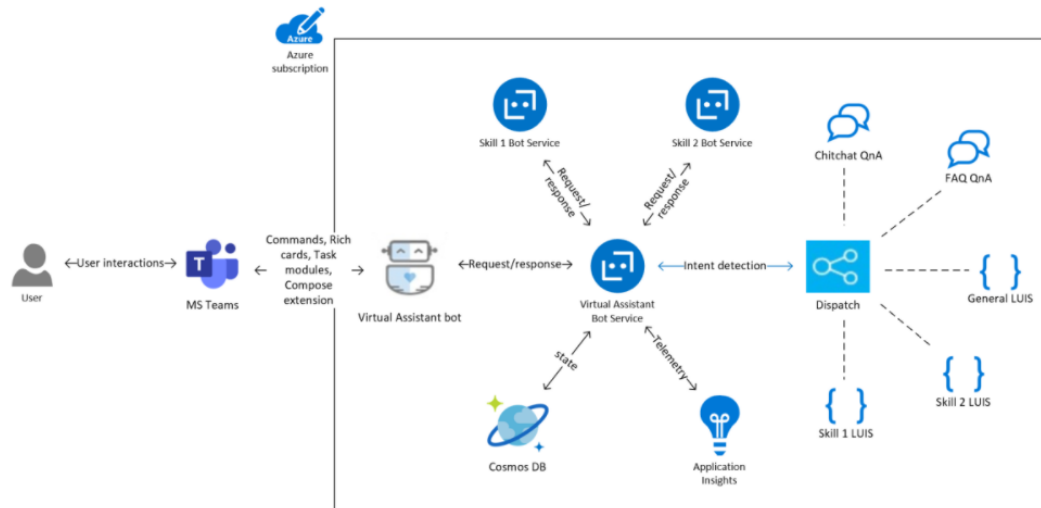 Azure
Azure
subscription
Skill 1 Bot Service
Skill 2 Bot Service
Chitchat QnA
FAQ QnA
Request/
response
Request/
response
User
User interactions
T
MS Teams
Commands, Rich
cards, Task
modules,
Compose
extension
Virtual Assistant bot
Request/response
Virtual Assistant
Bot Service
Intent detection
Dispatch
{ }
General LUIS
{ }
Skill 2 LUIS
{ }
Skill 1 LUIS
state
Telemetry
Cosmos DB
Application
Insights